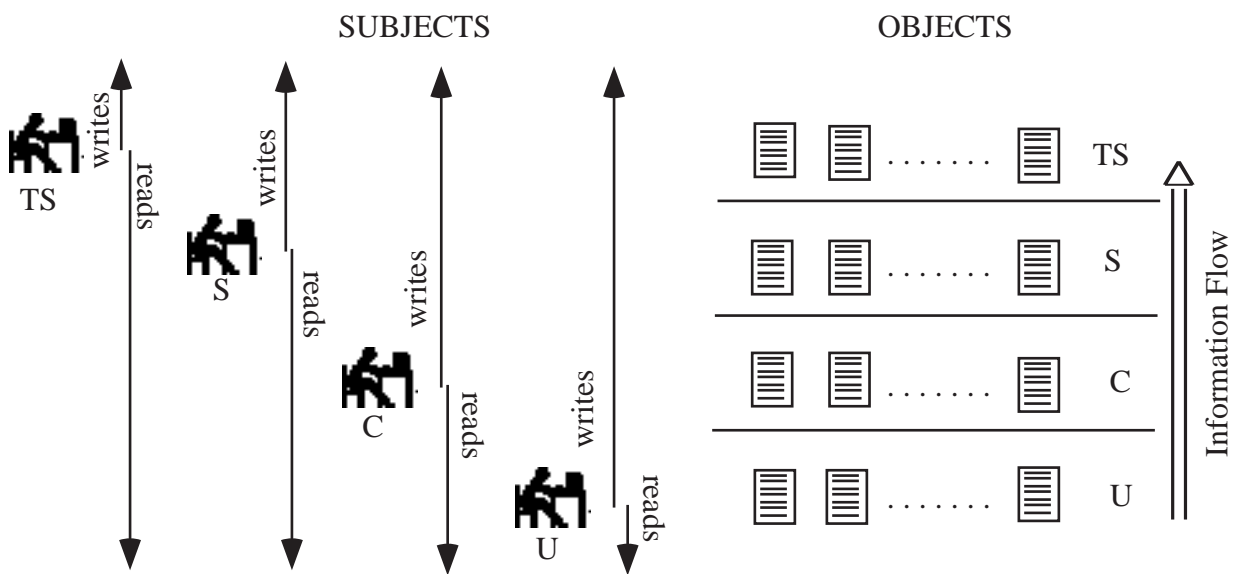 SUBJECTS
OBJECTS
writes
reads
TS
writes
reads
S
writes
reads
C
writes
reads
U
. . . . . . .
TS
. . . . . . .
S
. . . . . . .
C
. . . . . . .
U
Information Flow